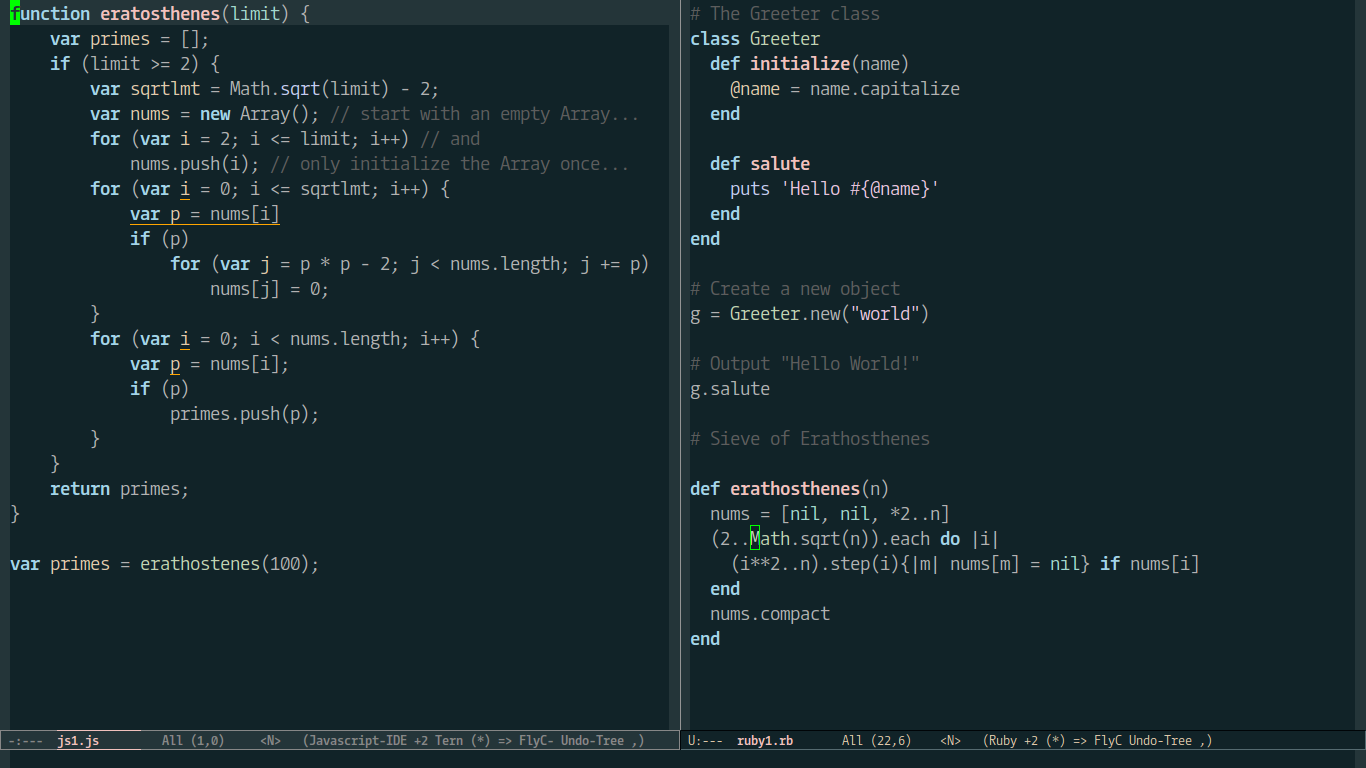 function eratosthenes(limit) {
    var primes = [];
    if (limit >= 2) {
        var sqrtlmt = Math.sqrt(limit) - 2;
        var nums = new Array(); // start with an empty Array...
        for (var i = 2; i <= limit; i++) // and
            nums.push(i); // only initialize the Array once...
        for (var i = 0; i <= sqrtlmt; i++) {
            var p = nums[i]
            if (p)
                for (var j = p * p - 2; j < nums.length; j += p)
                    nums[j] = 0;
        }
        for (var i = 0; i < nums.length; i++) {
            var p = nums[i];
            if (p)
                primes.push(p);
        }
    }
    return primes;
}

var primes = erathostenes(100);
-:---  js1.js        All (1,0)     <N>   (Javascript-IDE +2 Tern (*) => FlyC- Undo-Tree ,)
# The Greeter class
class Greeter
  def initialize(name)
    @name = name.capitalize
  end

  def salute
    puts 'Hello #{@name}'
  end
end

# Create a new object
g = Greeter.new("world")

# Output "Hello World!"
g.salute

# Sieve of Erathosthenes

def erathosthenes(n)
  nums = [nil, nil, *2..n]
  (2..Math.sqrt(n)).each do |i|
    (i**2..n).step(i){|m| nums[m] = nil} if nums[i]
  end
  nums.compact
end
U:---  ruby1.rb       All (22,6)    <N>   (Ruby +2 (*) => FlyC Undo-Tree ,)